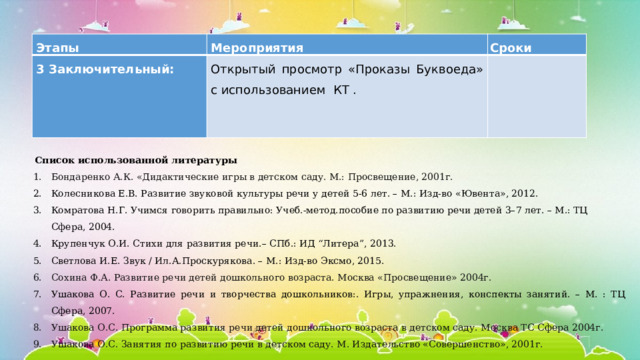 Этапы Мероприятия Сроки
3 Заключительный: Открытый просмотр «Проказы Буквоеда»
с использованием КТ .
Список использованной литературы
1. Бондаренко А.К. «Дидактические игры в детском саду. М.: Просвещение, 2001г.
2. Колесникова Е.В. Развитие звуковой культуры речи у детей 5-6 лет. – М.: Изд-во «Ювента», 2012.
3. Комратова Н.Г. Учимся говорить правильно: Учеб.-метод.пособие по развитию речи детей 3–7 лет. – М.: ТЦ
Сфера, 2004.
4. Крупенчук О.И. Стихи для развития речи.– СПб.: ИД “Литера”, 2013.
5. Светлова И.Е. Звук / Ил.А.Проскурякова. – М.: Изд-во Эксмо, 2015.
6. Сохина Ф.А. Развитие речи детей дошкольного возраста. Москва «Просвещение» 2004г.
7. Ушакова О. С. Развитие речи и творчества дошкольников:. Игры, упражнения, конспекты занятий. – М. : ТЦ
Сфера, 2007.
8. Ушакова О.С. Программа развития речи детей дошкольного возраста в детском саду. Москва ТС Сфера 2004г.
9. Ушакова О.С. Занятия по развитию речи в детском саду. М. Издательство «Совершенство», 2001г.